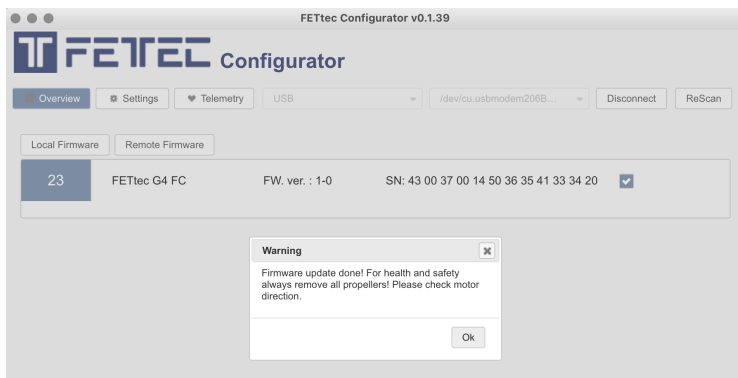 FETtec Configurator v0.1.39
FETTEC Configurator
Overview Settings Telemetry USB /dev/cu.usbmodem206B... Disconnect ReScan
Local Firmware Remote Firmware
23 FETtec G4 FC FW. ver. : 1-0 SN: 43 00 37 00 14 50 36 35 41 33 34 20
Warning
Firmware update done! For health and safety
always remove all propellers! Please check motor
direction.
Ok